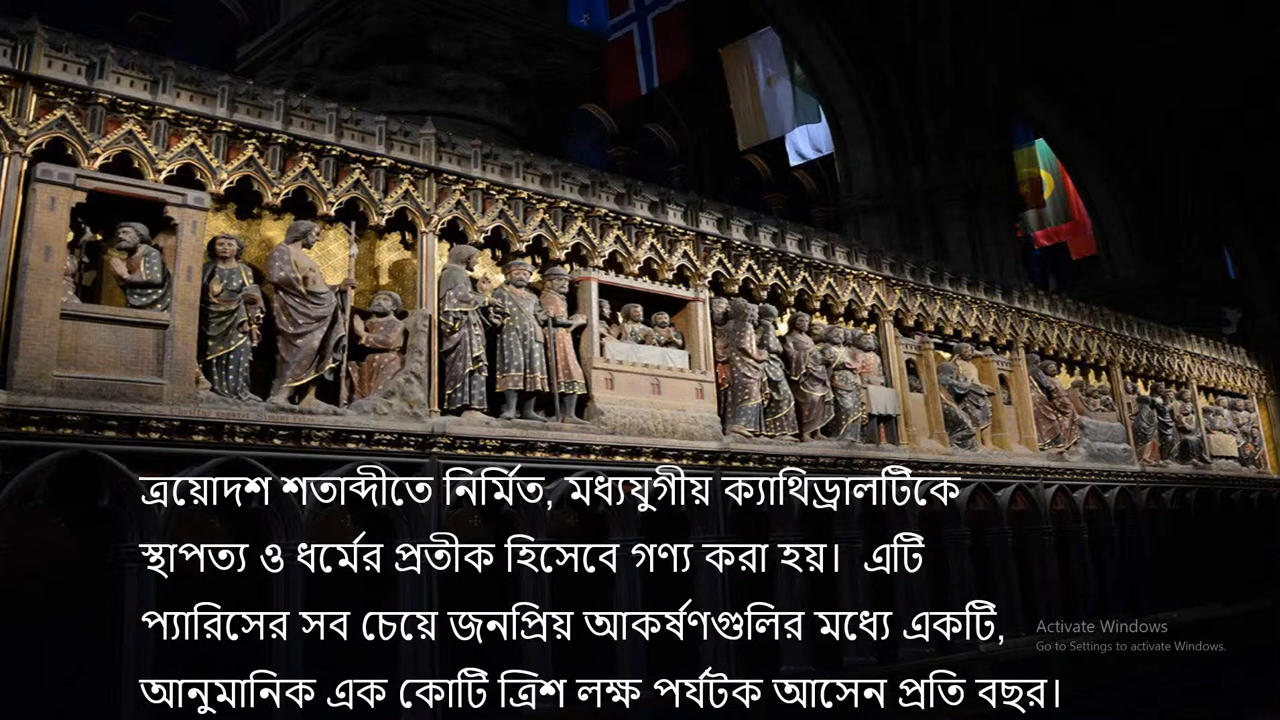 ত্রয়োদশ শতাব্দীতে নির্মিত, মধ্যযুগীয় ক্যাথিড্রালটিকে
স্থাপত্য ও ধর্মের প্রতীক হিসেবে গণ্য করা হয়। এটি
প্যারিসের সব চেয়ে জনপ্রিয় আকর্ষণগুলির মধ্যে একটি,
Activate Windows
Go to Settings to activate Windows.
আনুমানিক এক কোটি ত্রিশ লক্ষ পর্যটক আসেন প্রতি বছর।